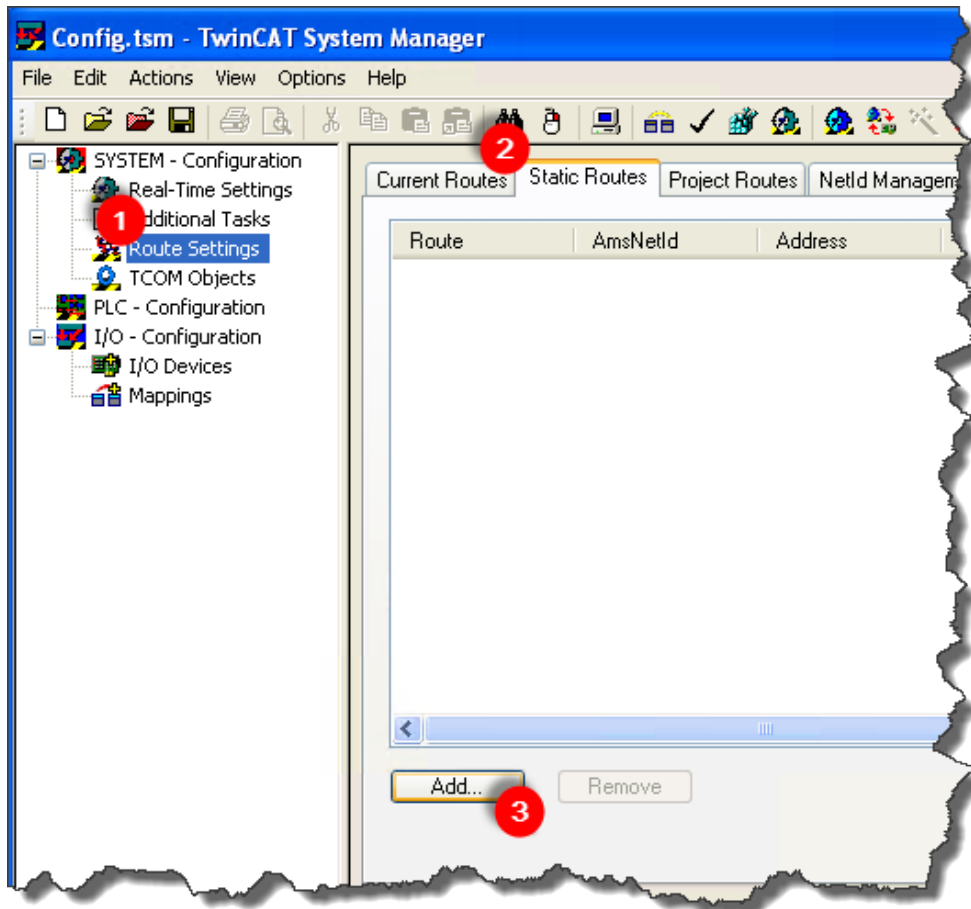 Config.tsm - TwinCAT System Manager
File Edit Actions View Options Help
2
SYSTEM - Configuration
Real-Time Settings
1 dditional Tasks
Route Settings
TCOM Objects
PLC - Configuration
I/O - Configuration
I/O Devices
Mappings
Current Routes Static Routes Project Routes NetId Managem
Route AmsNetId Address
Add... Remove
3